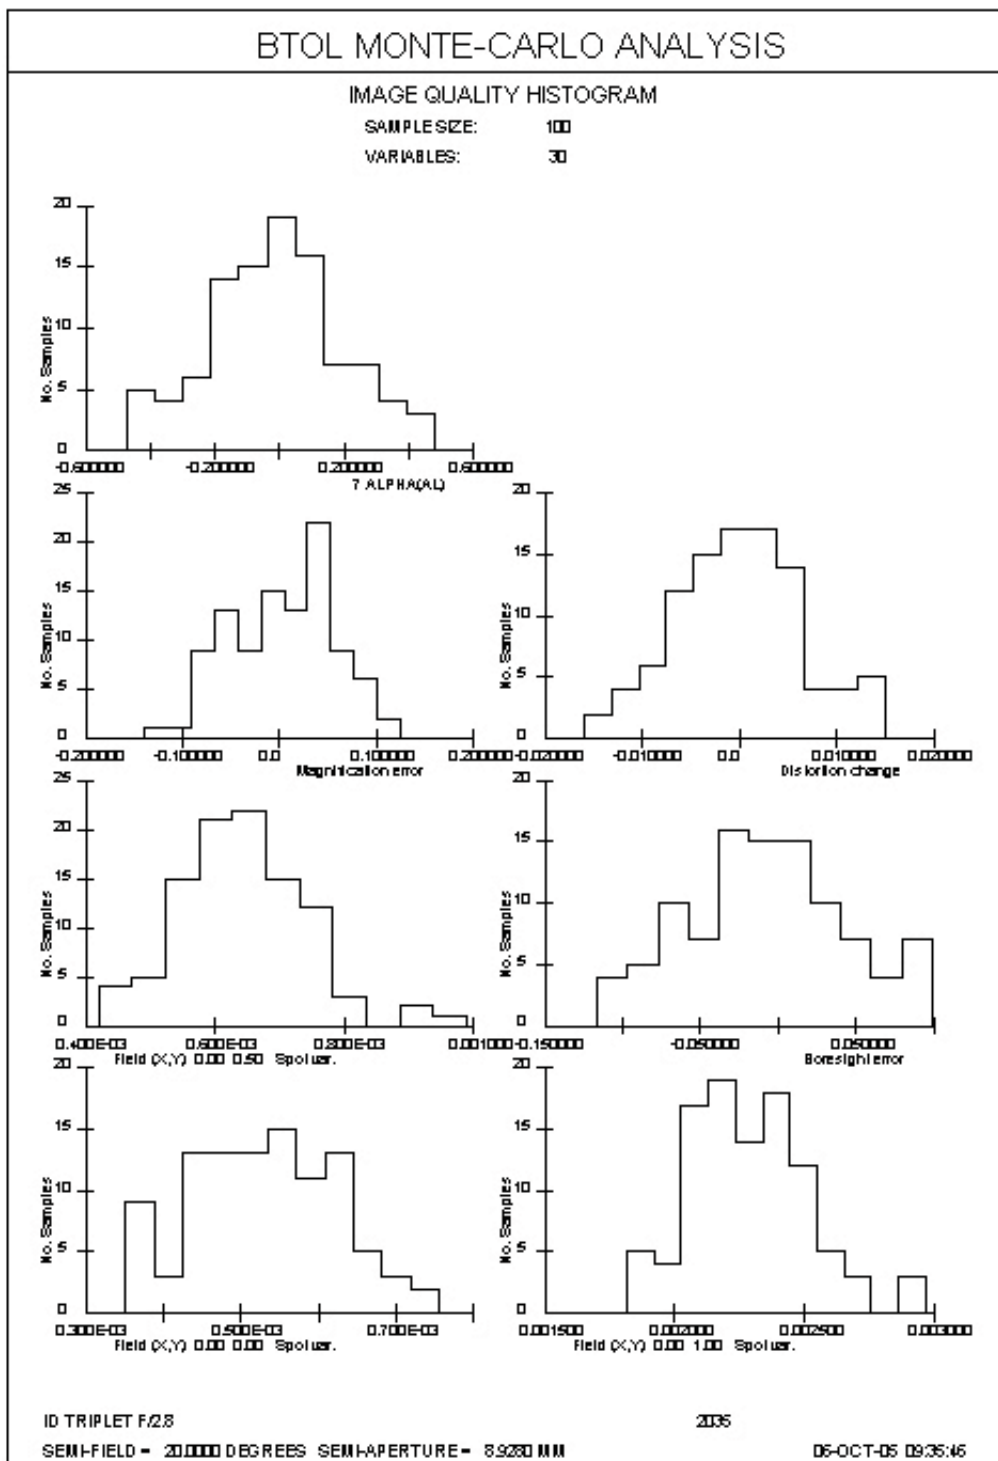 BTOL MONTE-CARLO ANALYSIS
IMAGE QUALITY HISTOGRAM
SAMPLE SIZE: 100
VARIABLES: 30
20
15
10
5
0
No. Samples
-0.600000 -0.200000 0.200000 0.600000
7 ALPHA(AL)
25
20
15
10
5
0
No. Samples
-0.200000 -0.100000 0.0 0.100000 0.200000
Magnification error
20
15
10
5
0
No. Samples
-0.020000 -0.010000 0.0 0.010000 0.020000
Distortion change
25
20
15
10
5
0
No. Samples
0.400E-03 0.600E-03 0.800E-03 0.001000
Field (X,Y) 0.00 0.50 Spot var.
20
15
10
5
0
No. Samples
-0.150000 -0.050000 0.050000
Boresight error
20
15
10
5
0
No. Samples
0.300E-03 0.500E-03 0.700E-03
Field (X,Y) 0.00 0.00 Spot var.
20
15
10
5
0
No. Samples
0.001500 0.002000 0.002500 0.003000
Field (X,Y) 0.00 1.00 Spot var.
ID TRIPLET F/2.8 2035
SEMI-FIELD = 20.0000 DEGREES SEMI-APERTURE = 8.9280 MM 06-OCT-05 09:35:46